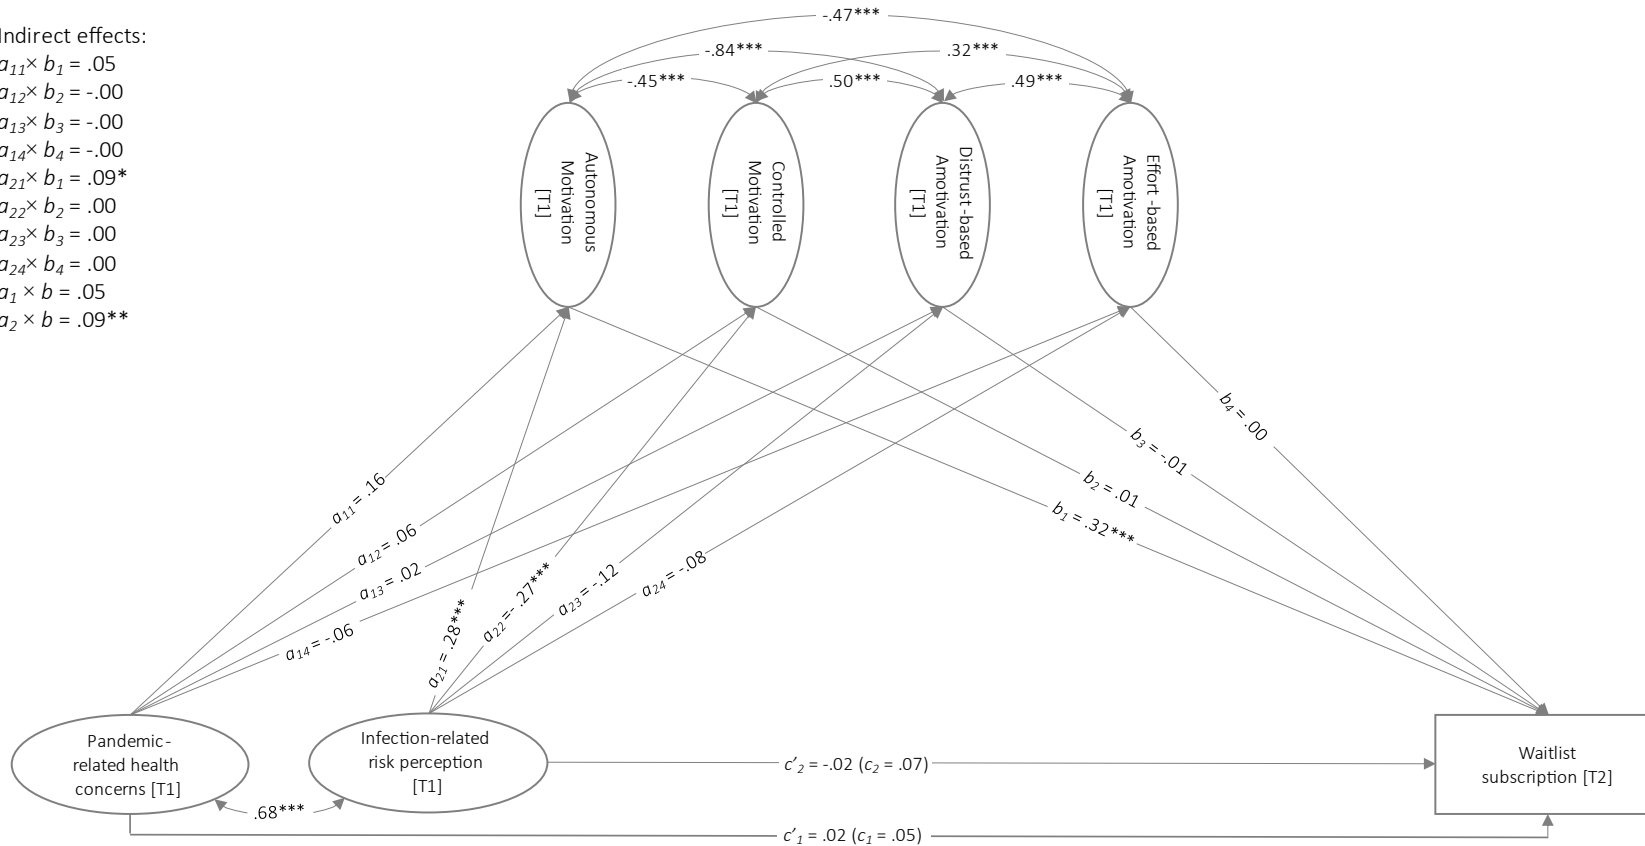 Indirect effects:
a11× b1 = .05
a12× b2 = -.00
a13× b3 = -.00
a14× b4 = -.00
a21× b1 = .09*
a22× b2 = .00
a23× b3 = .00
a24× b4 = .00
a1 × b = .05
a2 × b = .09**
-.47***
-.84***
.32***
-.45***
.50***
.49***
Autonomous
Motivation
[T1]
Controlled
Motivation
[T1]
Distrust -based
Amotivation
[T1]
Effort -based
Amotivation
[T1]
b4 = .00
b3 = -.01
b2 = .01
b1 = .32***
a11 = .16
a12 = .06
a13 = .02
a14 = -.06
a21 = .28***
a22 =- .27***
a23 = -.12
a24 = -.08
Pandemic-
related health
concerns [T1]
Infection-related
risk perception
[T1]
.68***
c’2 = -.02 (c2 = .07)
c’1 = .02 (c1 = .05)
Waitlist
subscription [T2]